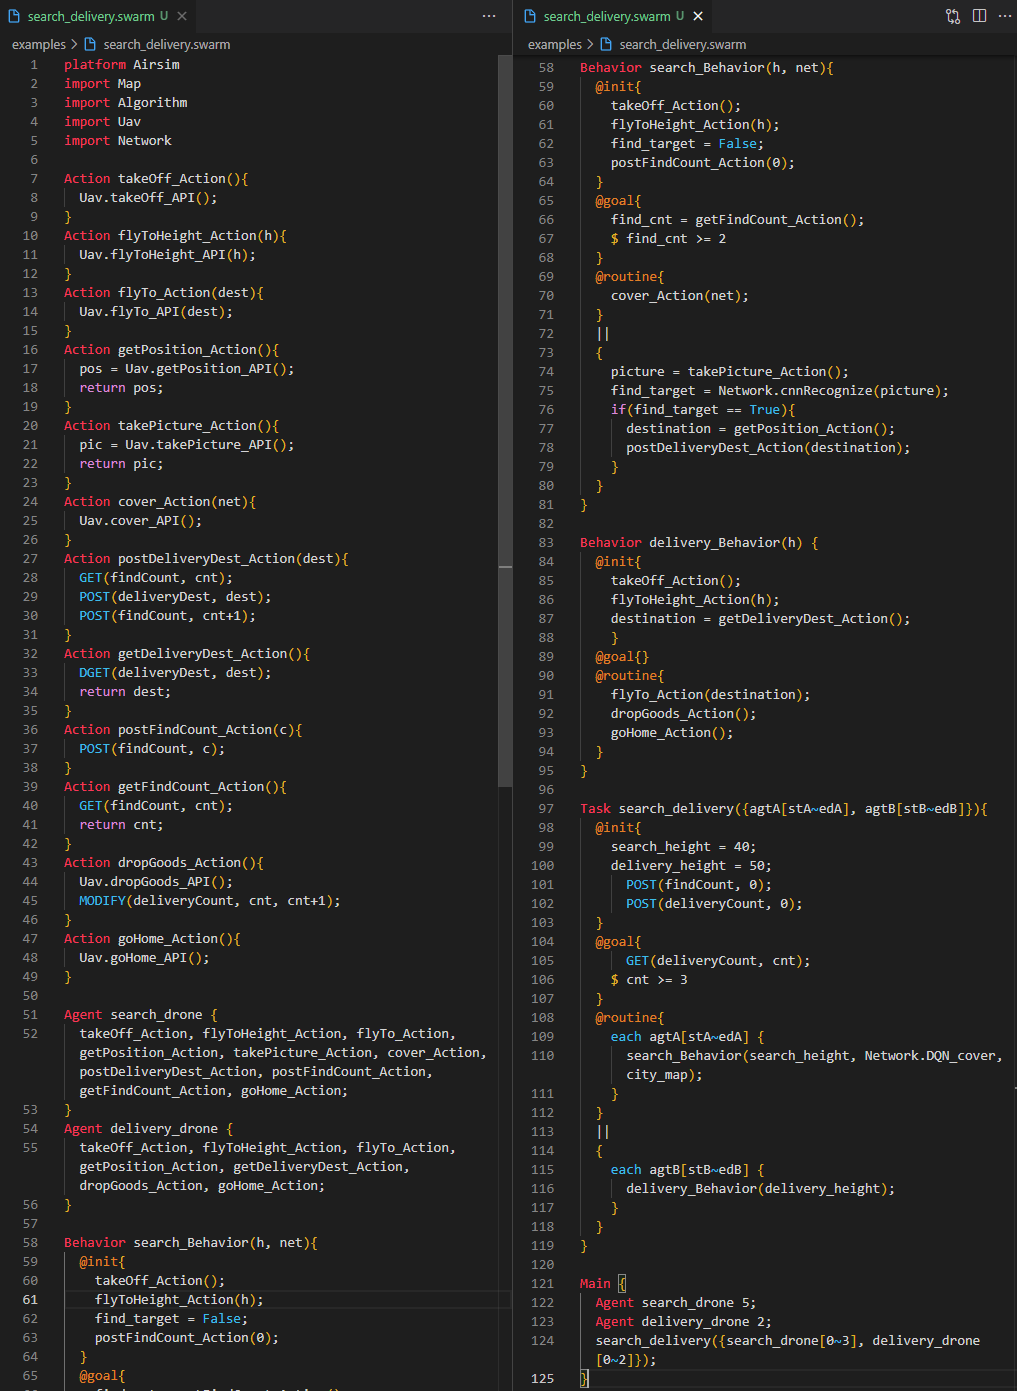 search_delivery.swarm U ×
examples > search_delivery.swarm
1 platform Airsim
2 import Map
3 import Algorithm
4 import Uav
5 import Network
6
7 Action takeOff_Action(){
8 Uav.takeOff_API();
9 }
10 Action flyToHeight_Action(h){
11 Uav.flyToHeight_API(h);
12 }
13 Action flyTo_Action(dest){
14 Uav.flyTo_API(dest);
15 }
16 Action getPosition_Action(){
17 pos = Uav.getPosition_API();
18 return pos;
19 }
20 Action takePicture_Action(){
21 pic = Uav.takePicture_API();
22 return pic;
23 }
24 Action cover_Action(net){
25 Uav.cover_API();
26 }
27 Action postDeliveryDest_Action(dest){
28 GET(findCount, cnt);
29 POST(deliveryDest, dest);
30 POST(findCount, cnt+1);
31 }
32 Action getDeliveryDest_Action(){
33 DGET(deliveryDest, dest);
34 return dest;
35 }
36 Action postFindCount_Action(c){
37 POST(findCount, c);
38 }
39 Action getFindCount_Action(){
40 GET(findCount, cnt);
41 return cnt;
42 }
43 Action dropGoods_Action(){
44 Uav.dropGoods_API();
45 MODIFY(deliveryCount, cnt, cnt+1);
46 }
47 Action goHome_Action(){
48 Uav.goHome_API();
49 }
50
51 Agent search_drone {
52 takeOff_Action, flyToHeight_Action, flyTo_Action,
getPosition_Action, takePicture_Action, cover_Action,
postDeliveryDest_Action, postFindCount_Action,
getFindCount_Action, goHome_Action;
53 }
54 Agent delivery_drone {
55 takeOff_Action, flyToHeight_Action, flyTo_Action,
getPosition_Action, getDeliveryDest_Action,
dropGoods_Action, goHome_Action;
56 }
57
58 Behavior search_Behavior(h, net){
59 @init{
60 takeOff_Action();
61 flyToHeight_Action(h);
62 find_target = False;
63 postFindCount_Action(0);
64 }
65 @goal{
search_delivery.swarm U ×
examples > search_delivery.swarm
58 Behavior search_Behavior(h, net){
59 @init{
60 takeOff_Action();
61 flyToHeight_Action(h);
62 find_target = False;
63 postFindCount_Action(0);
64 }
65 @goal{
66 find_cnt = getFindCount_Action();
67 $ find_cnt >= 2
68 }
69 @routine{
70 cover_Action(net);
71 }
72 ||
73 {
74 picture = takePicture_Action();
75 find_target = Network.cnnRecognize(picture);
76 if(find_target == True){
77 destination = getPosition_Action();
78 postDeliveryDest_Action(destination);
79 }
80 }
81 }
82
83 Behavior delivery_Behavior(h) {
84 @init{
85 takeOff_Action();
86 flyToHeight_Action(h);
87 destination = getDeliveryDest_Action();
88 }
89 @goal{}
90 @routine{
91 flyTo_Action(destination);
92 dropGoods_Action();
93 goHome_Action();
94 }
95 }
96
97 Task search_delivery({agtA[stA~edA], agtB[stB~edB]}){
98 @init{
99 search_height = 40;
100 delivery_height = 50;
101 POST(findCount, 0);
102 POST(deliveryCount, 0);
103 }
104 @goal{
105 GET(deliveryCount, cnt);
106 $ cnt >= 3
107 }
108 @routine{
109 each agtA[stA~edA] {
110 search_Behavior(search_height, Network.DQN_cover,
city_map);
111 }
112 }
113 ||
114 {
115 each agtB[stB~edB] {
116 delivery_Behavior(delivery_height);
117 }
118 }
119 }
120
121 Main {
122 Agent search_drone 5;
123 Agent delivery_drone 2;
124 search_delivery({search_drone[0~3], delivery_drone
[0~2]});
125 }